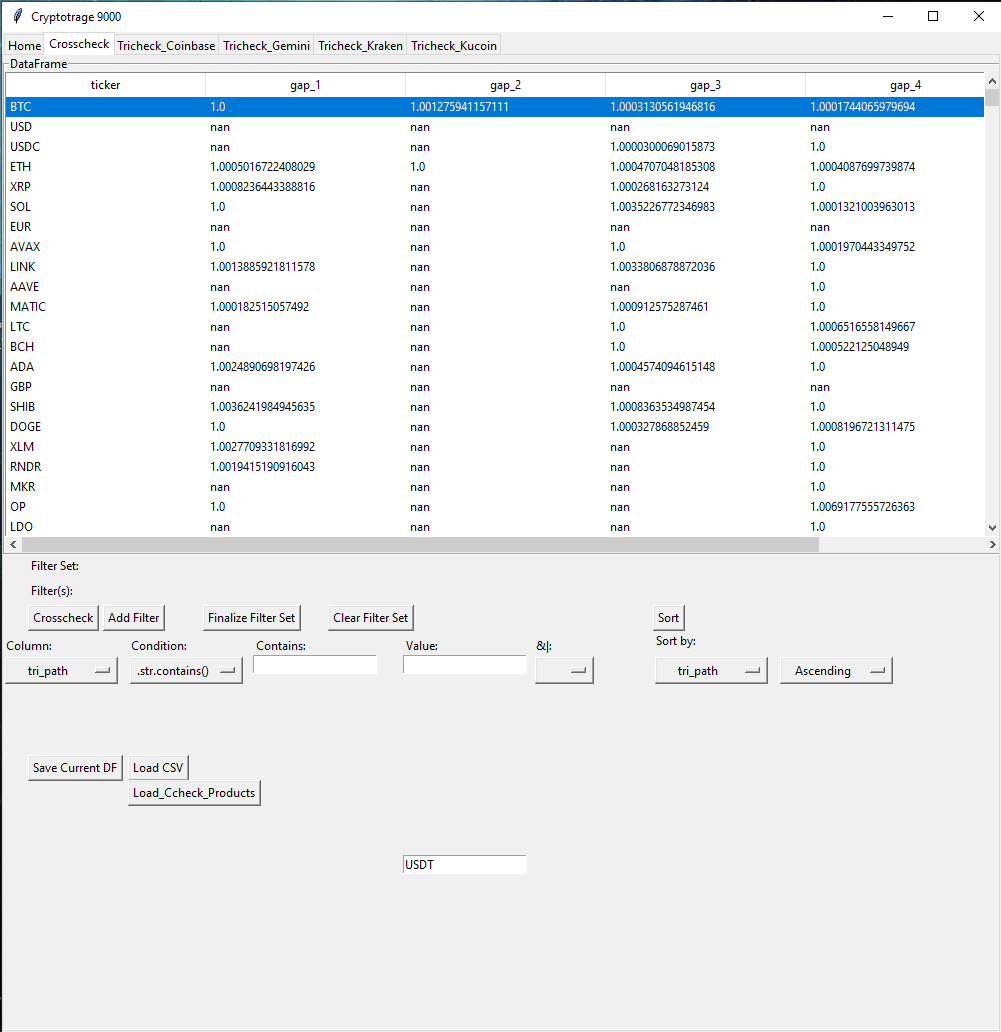 Cryptotrage 9000
Home Crosscheck Tricheck_Coinbase Tricheck_Gemini Tricheck_Kraken Tricheck_Kucoin
DataFrame
ticker gap_1 gap_2 gap_3 gap_4
BTC 1.0 1.001275941157111 1.0003130561946816 1.0001744065979694
USD nan nan nan nan
USDC nan nan 1.0000300069015873 1.0
ETH 1.0005016722408029 1.0 1.0004707048185308 1.0004087699739874
XRP 1.0008236443388816 nan 1.000268163273124 1.0
SOL 1.0 nan 1.0035226772346983 1.0001321003963013
EUR nan nan nan nan
AVAX 1.0 nan 1.0 1.0001970443349752
LINK 1.0013885921811578 nan 1.0033806878872036 1.0
AAVE nan nan nan 1.0
MATIC 1.000182515057492 nan 1.000912575287461 1.0
LTC nan nan 1.0 1.0006516558149667
BCH nan nan 1.0 1.000522125048949
ADA 1.0024890698197426 nan 1.0004574094615148 1.0
GBP nan nan nan nan
SHIB 1.0036241984945635 nan 1.0008363534987454 1.0
DOGE 1.0 nan 1.000327868852459 1.0008196721311475
XLM 1.0027709331816992 nan nan 1.0
RNDR 1.0019415190916043 nan nan 1.0
MKR nan nan nan 1.0
OP 1.0 nan nan 1.0069177555726363
LDO nan nan nan 1.0
Filter Set:
Filter(s):
Crosscheck Add Filter Finalize Filter Set Clear Filter Set Sort
Column: Condition: Contains: Value: &|: Sort by:
tri_path .str.contains() tri_path Ascending
Save Current DF Load CSV
Load_Ccheck_Products
USDT